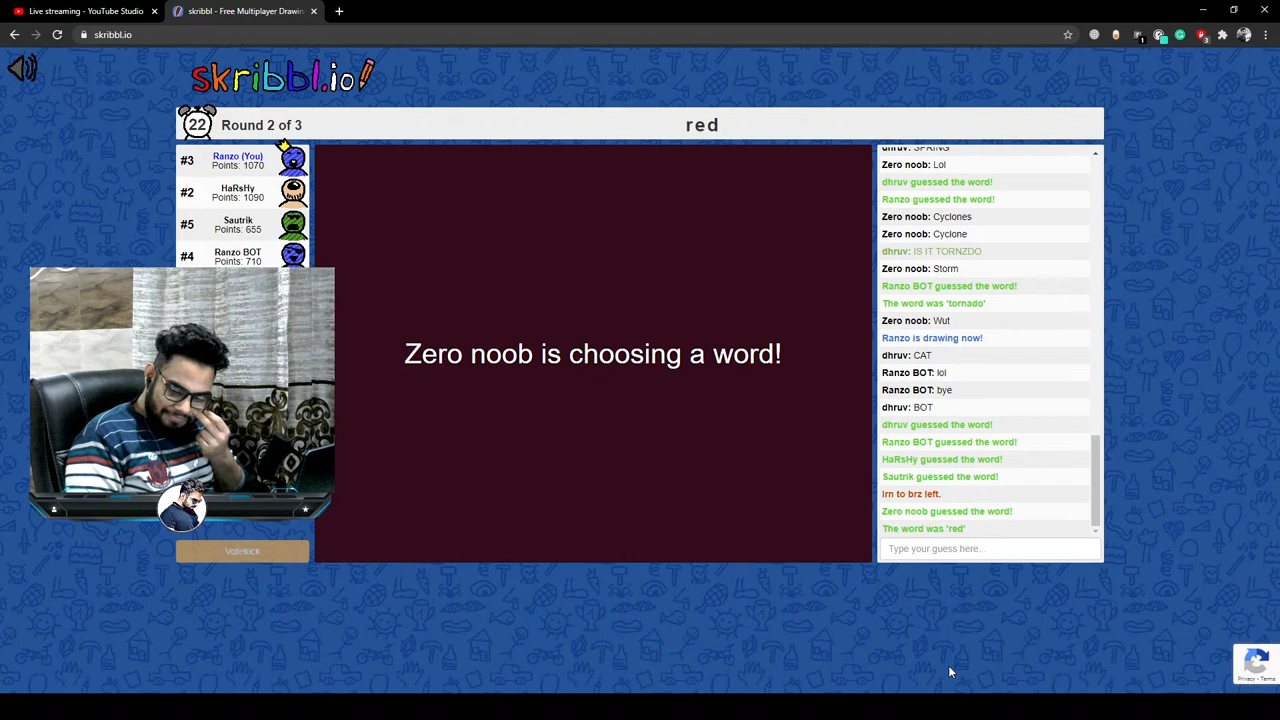 Live streaming - YouTube Studio
skribbl - Free Multiplayer Drawin
skribbl.io
skribbl.io
22
Round 2 of 3
red
#3
Ranzo (You)
Points: 1070
#2
HaRsHy
Points: 1090
#5
Sautrik
Points: 655
#4
Ranzo BOT
Points: 710
Votekick
Zero noob is choosing a word!
dhruv: SPRING
Zero noob: Lol
dhruv guessed the word!
Ranzo guessed the word!
Zero noob: Cyclones
Zero noob: Cyclone
dhruv: IS IT TORNZDO
Zero noob: Storm
Ranzo BOT guessed the word!
The word was 'tornado'
Zero noob: Wut
Ranzo is drawing now!
dhruv: CAT
Ranzo BOT: lol
Ranzo BOT: bye
dhruv: BOT
dhruv guessed the word!
Ranzo BOT guessed the word!
HaRsHy guessed the word!
Sautrik guessed the word!
lrn to brz left.
Zero noob guessed the word!
The word was 'red'
Type your guess here...
Privacy - Terms